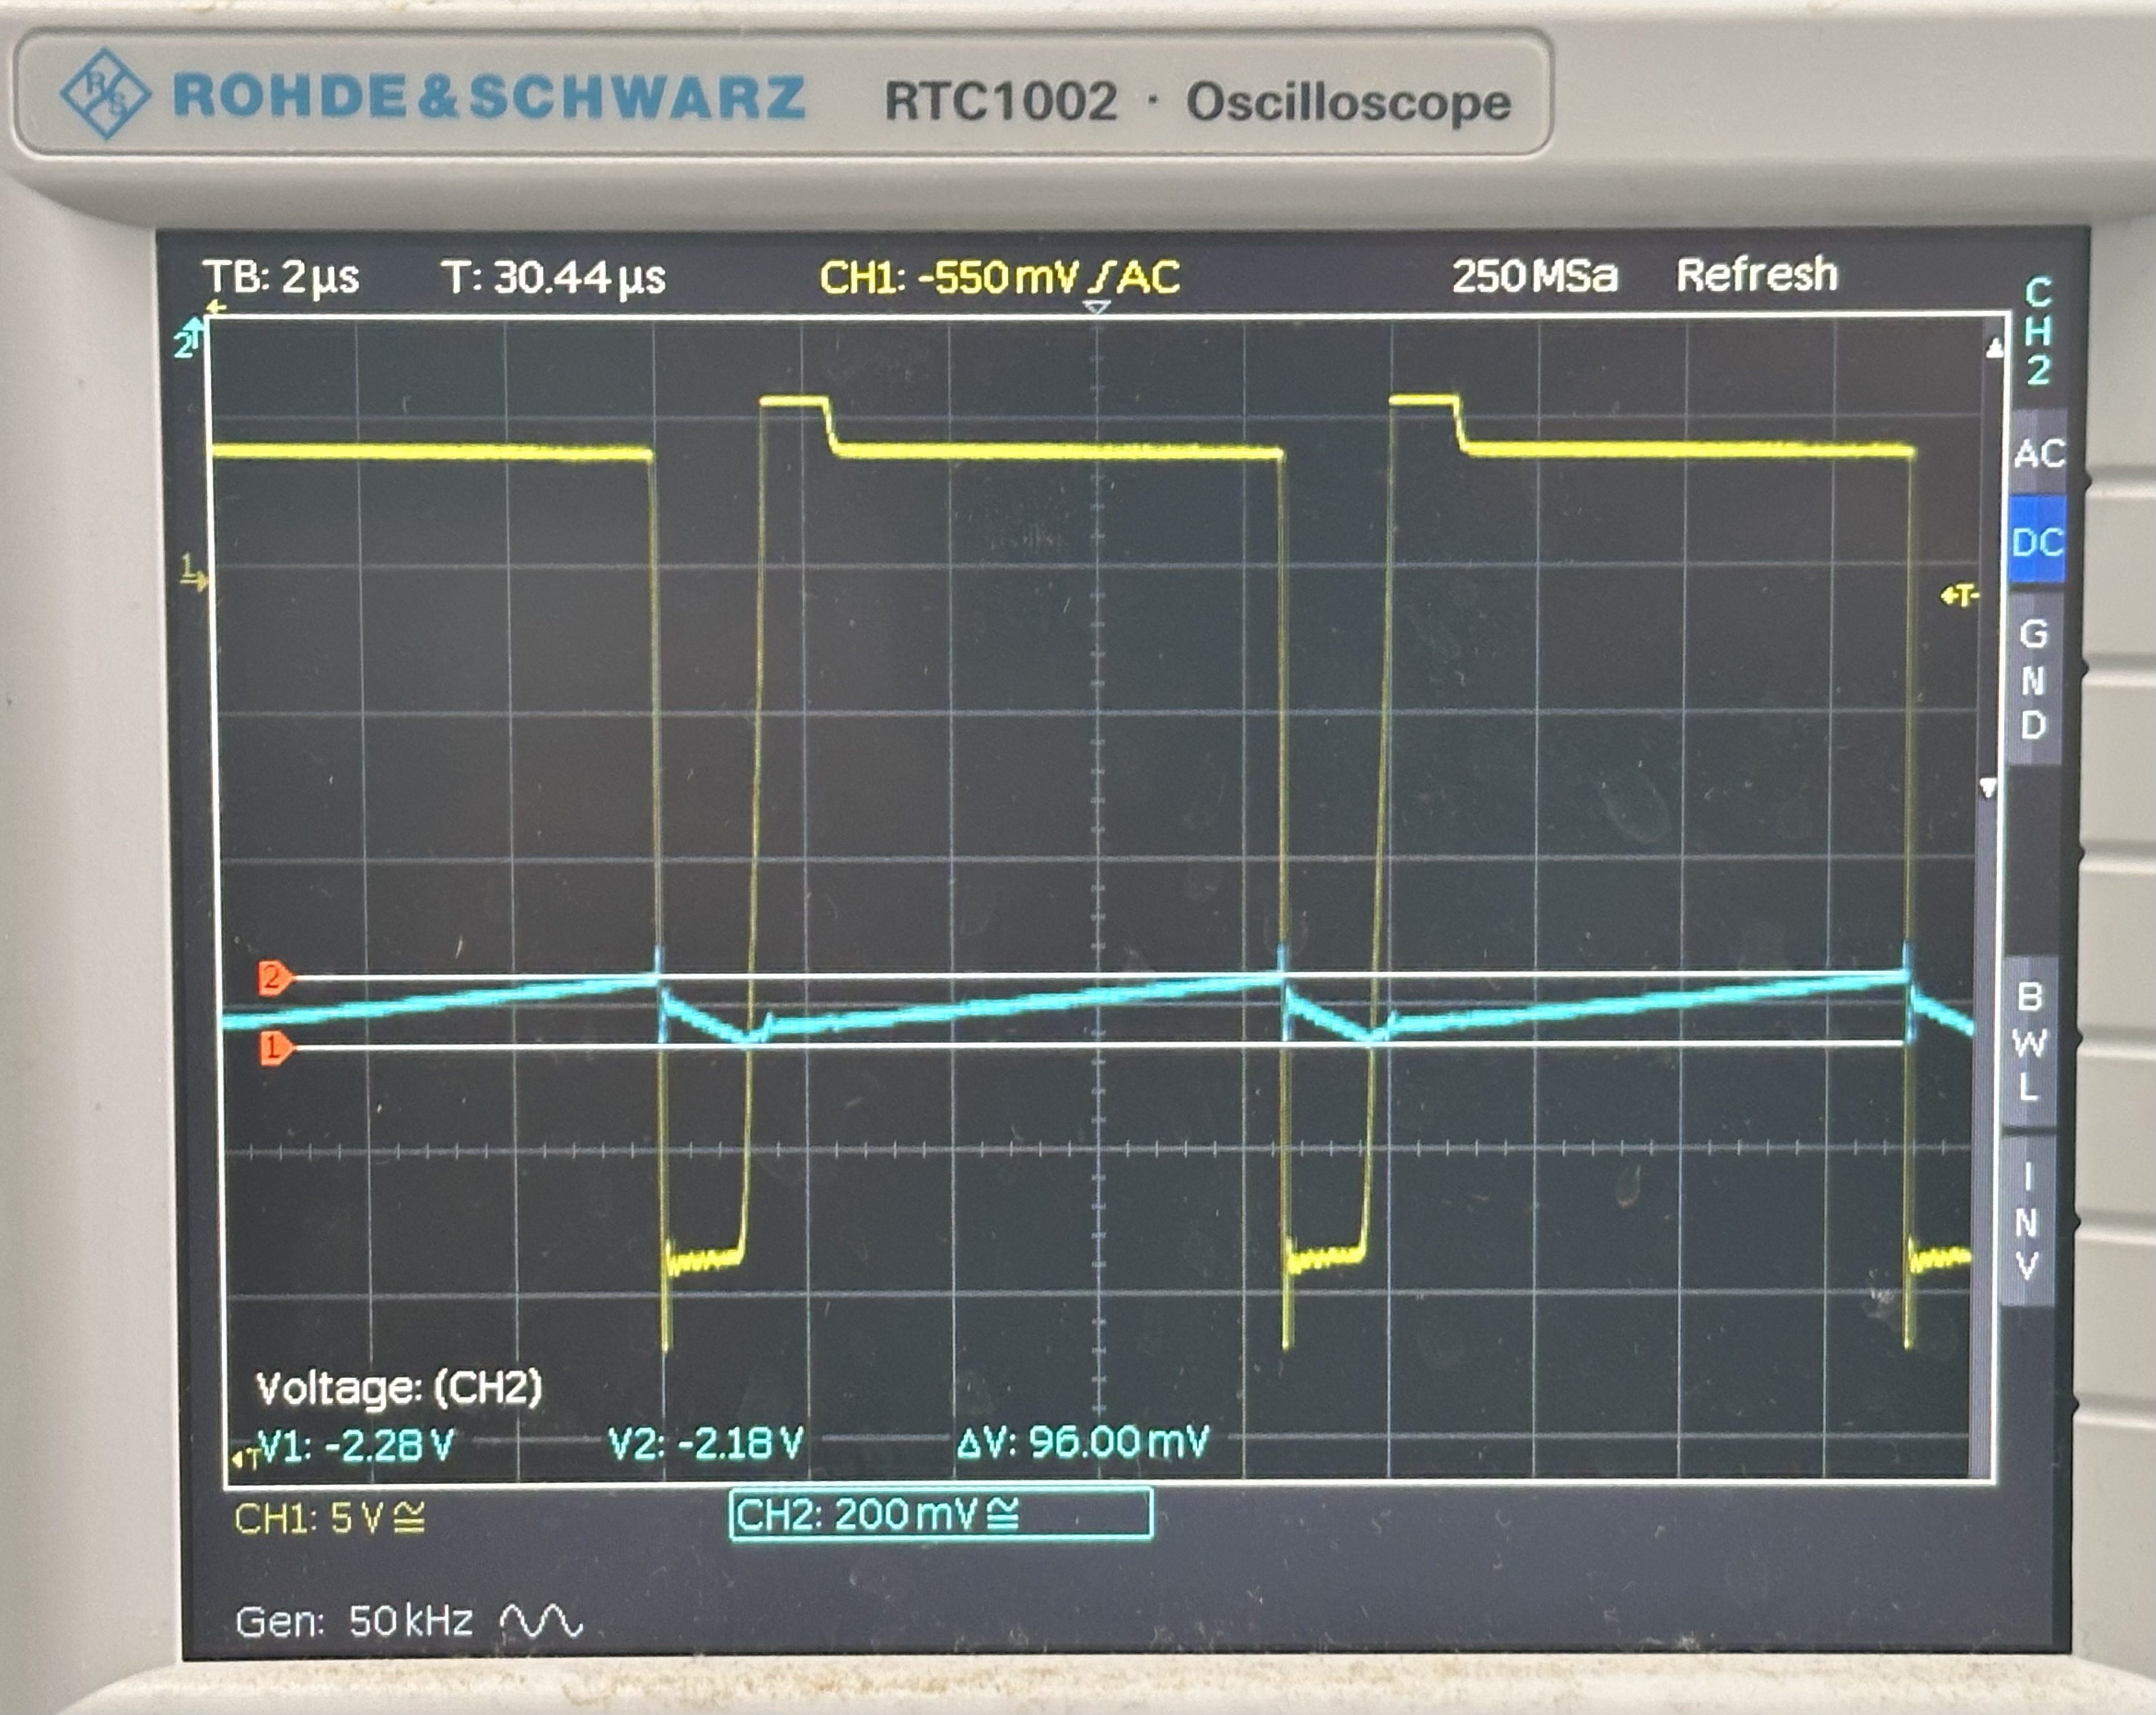 R&S ROHDE&SCHWARZ RTC1002 · Oscilloscope
TB: 2µs T: 30.44µs CH1: -550mV / AC 250MSa Refresh
CH2
2
AC
1
DC
T
GND
2
1
BWL
INV
Voltage: (CH2)
V1: -2.28V V2: -2.18V ΔV: 96.00mV
T
CH1: 5V≅ CH2: 200mV≅
Gen: 50kHz